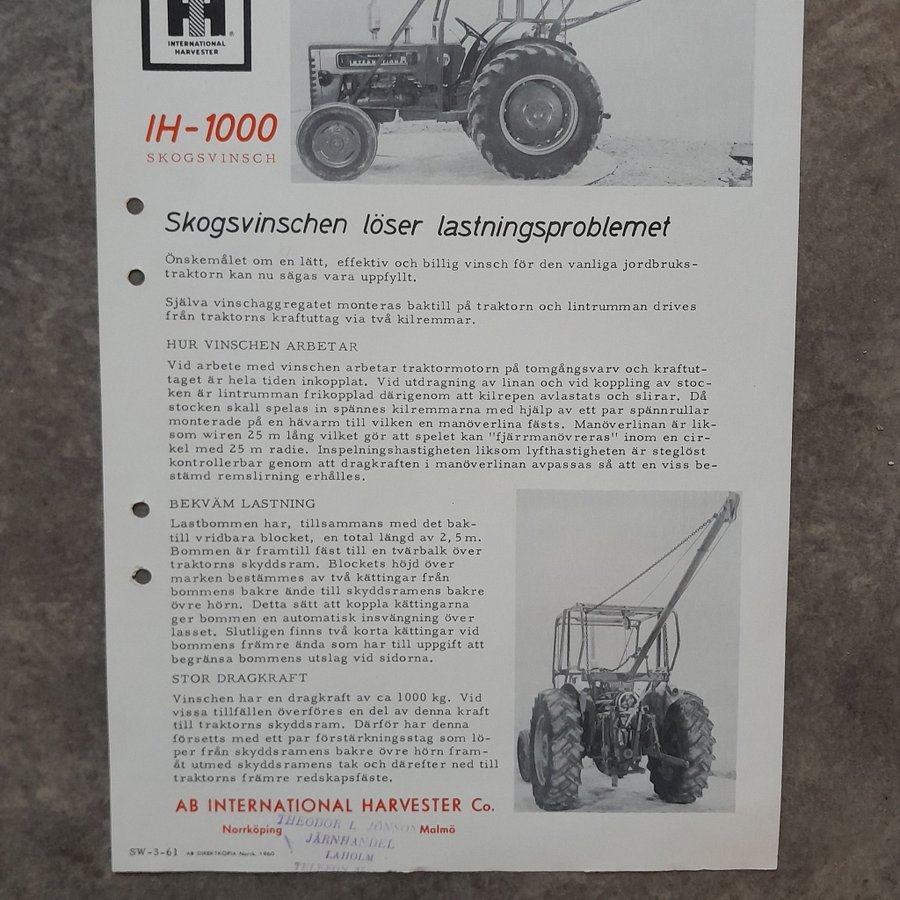 IH
INTERNATIONAL
HARVESTER
®
INTERNATIONAL
IH-1000
SKOGSVINSCH
Skogsvinschen löser lastningsproblemet
Önskemålet om en lätt, effektiv och billig vinsch för den vanliga jordbruks-
traktorn kan nu sägas vara uppfyllt.
Själva vinschaggregatet monteras baktill på traktorn och lintrumman drives
från traktorns kraftuttag via två kilremmar.
HUR VINSCHEN ARBETAR
Vid arbete med vinschen arbetar traktormotorn på tomgångsvarv och kraftut-
taget är hela tiden inkopplat. Vid utdragning av linan och vid koppling av stoc-
ken är lintrumman frikopplad därigenom att kilrepen avlastats och slirar. Då
stocken skall spelas in spännes kilremmarna med hjälp av ett par spännrullar
monterade på en hävarm till vilken en manöverlina fästs. Manöverlinan är lik-
som wiren 25 m lång vilket gör att spelet kan "fjärrmanövreras" inom en cir-
kel med 25 m radie. Inspelningshastigheten liksom lyfthastigheten är steglöst
kontrollerbar genom att dragkraften i manöverlinan avpassas så att en viss be-
stämd remslirning erhålles.
BEKVÄM LASTNING
Lastbommen har, tillsammans med det bak-
till vridbara blocket, en total längd av 2,5 m.
Bommen är framtill fäst till en tvärbalk över
traktorns skyddsram. Blockets höjd över
marken bestämmes av två kättingar från
bommens bakre ände till skyddsramens bakre
övre hörn. Detta sätt att koppla kättingarna
ger bommen en automatisk insvängning över
lasset. Slutligen finns två korta kättingar vid
bommens främre ända som har till uppgift att
begränsa bommens utslag vid sidorna.
STOR DRAGKRAFT
Vinschen har en dragkraft av ca 1000 kg. Vid
vissa tillfällen överföres en del av denna kraft
till traktorns skyddsram. Därför har denna
försetts med ett par förstärkningsstag som lö-
per från skyddsramens bakre övre hörn fram-
åt utmed skyddsramens tak och därefter ned till
traktorns främre redskapsfäste.
AB INTERNATIONAL HARVESTER Co.
Norrköping Malmö
THEODOR L. JÖNSSON
JÄRNHANDEL
LAHOLM
TELEFON
SW-3-61 AB DIREKTKOPIA Norrk. 1960